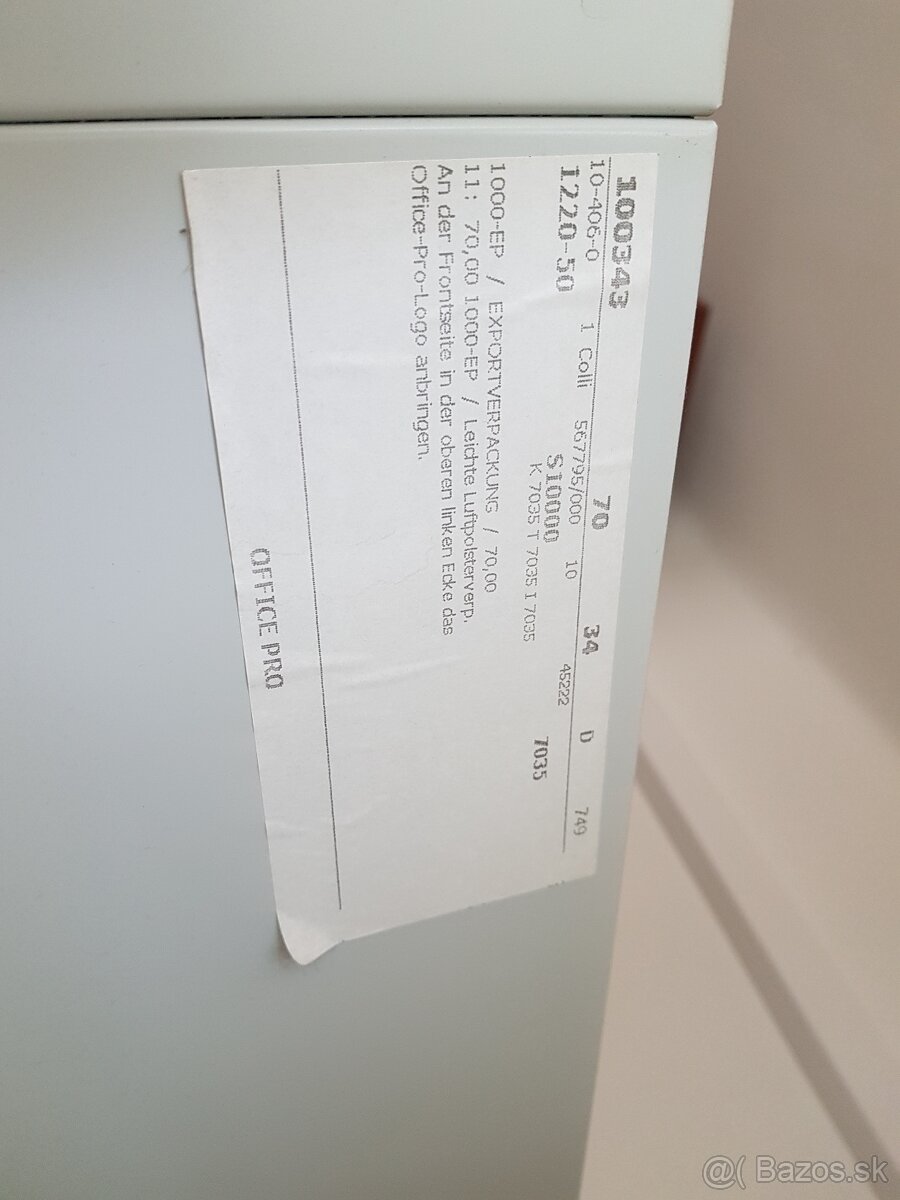 100343 70 34 D 749
10-406-0 1 Colli 567795/000 10 45222
1220-50 S10000 7035
K 7035 T 7035 I 7035
1000-EP / EXPORTVERPACKUNG / 70,00
11: 70,00 1000-EP / Leichte Luftpolsterverp.
An der Frontseite in der oberen linken Ecke das
Office-Pro-Logo anbringen.
OFFICE PRO
@( Bazos.sk